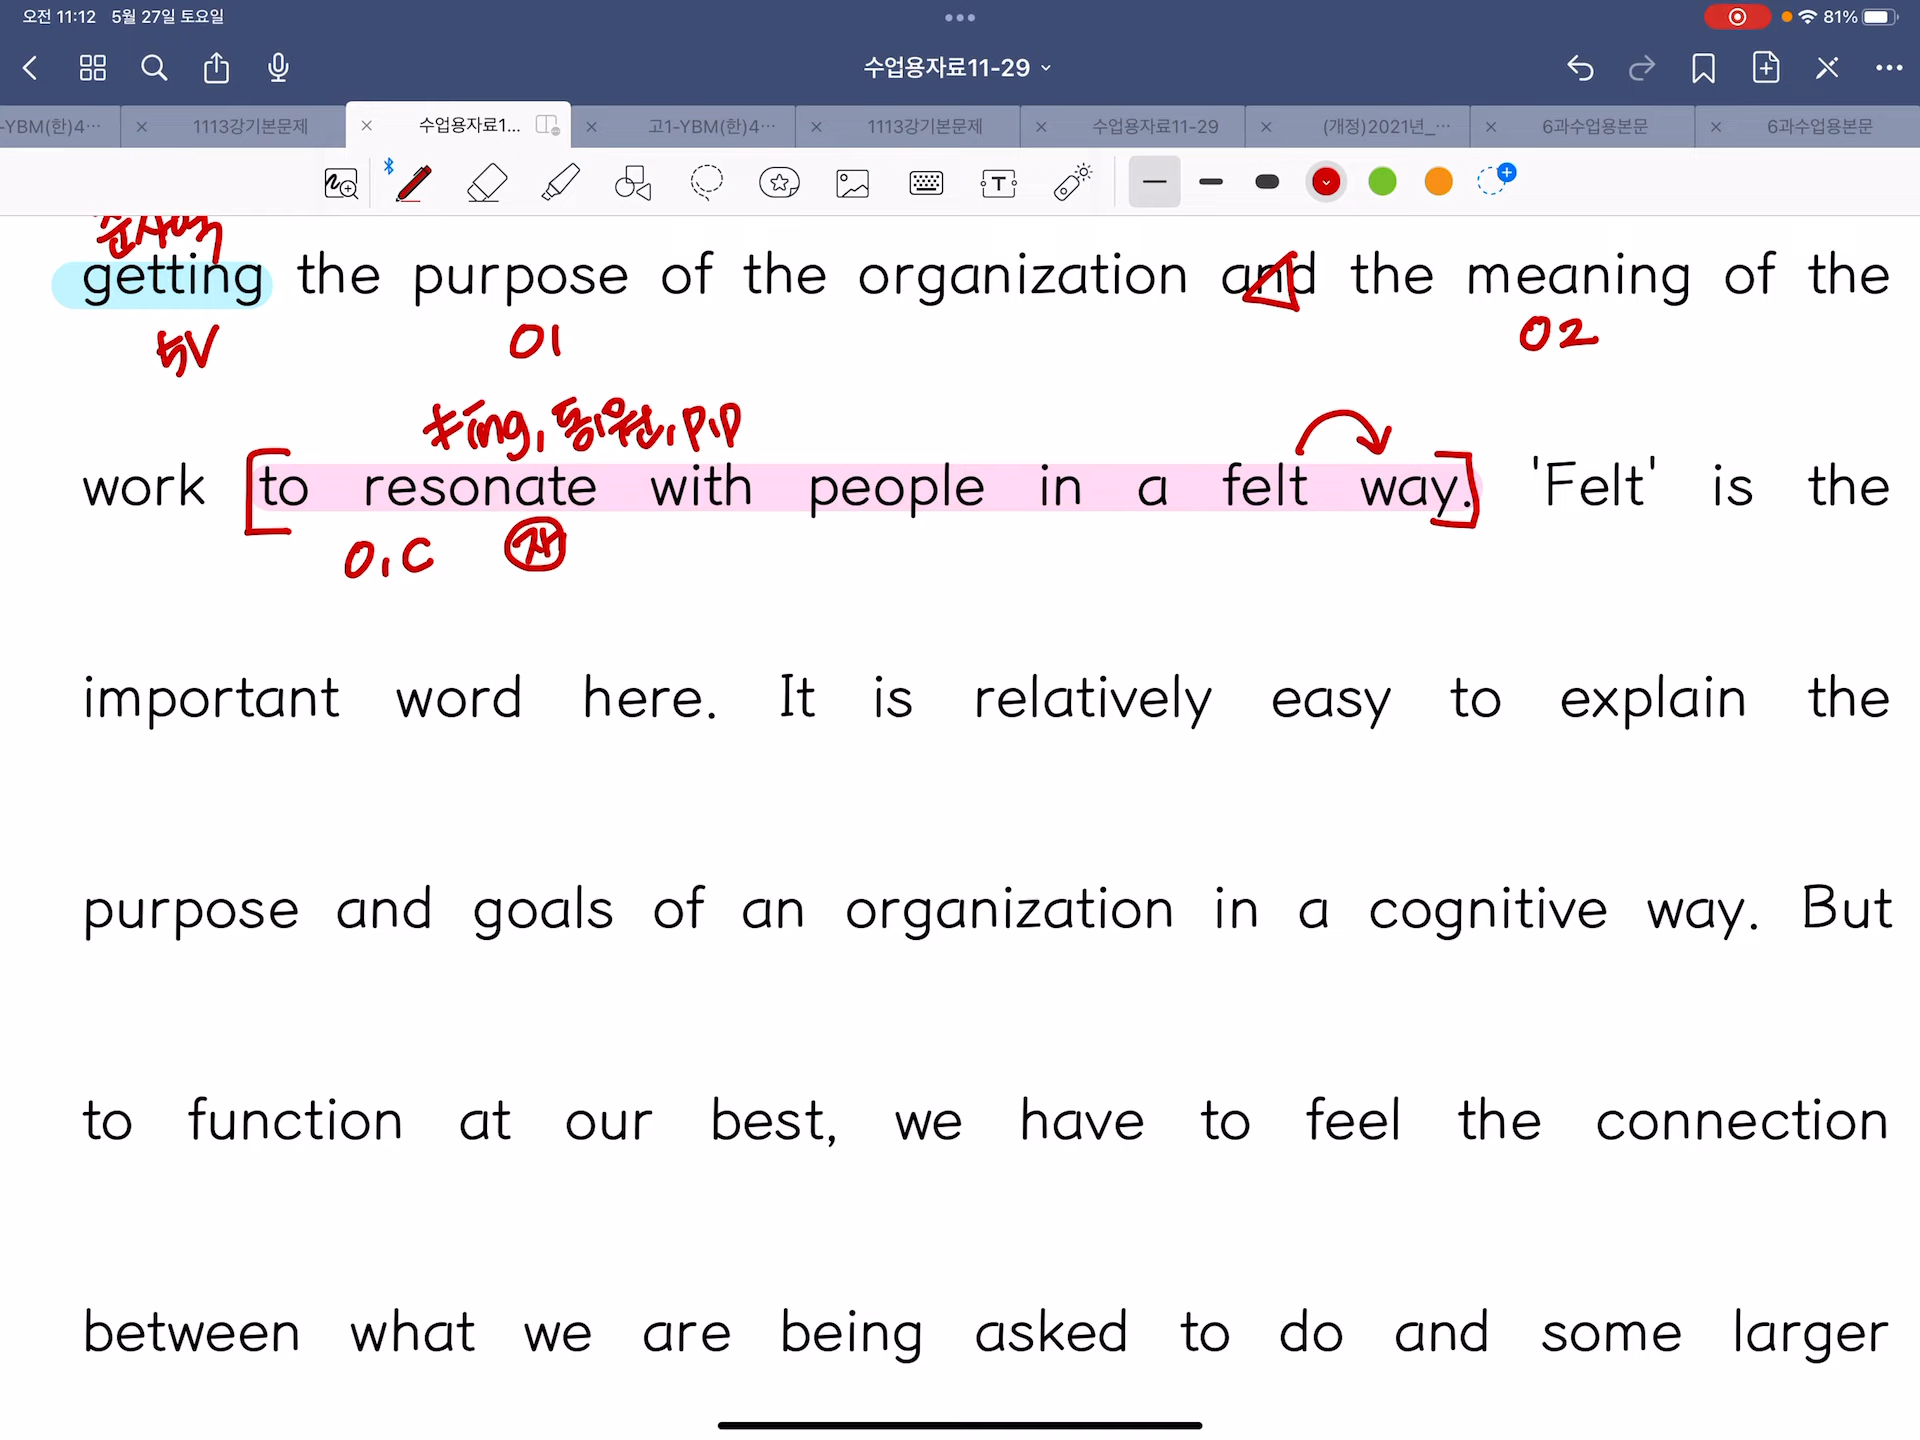 오전 11:12 5월 27일 토요일
81%
수업용자료11-29
-YBM(한)4… 1113강기본문제 수업용자료1... 고1-YBM(한)4… 1113강기본문제 수업용자료11-29 (개정)2021년_… 6과수업용본문 6과수업용본문
getting the purpose of the organization and the meaning of the
5V O1 O2
≠ing, 동원, p.p
work [to resonate with people in a felt way.] 'Felt' is the
O.C 자
important word here. It is relatively easy to explain the
purpose and goals of an organization in a cognitive way. But
to function at our best, we have to feel the connection
between what we are being asked to do and some larger